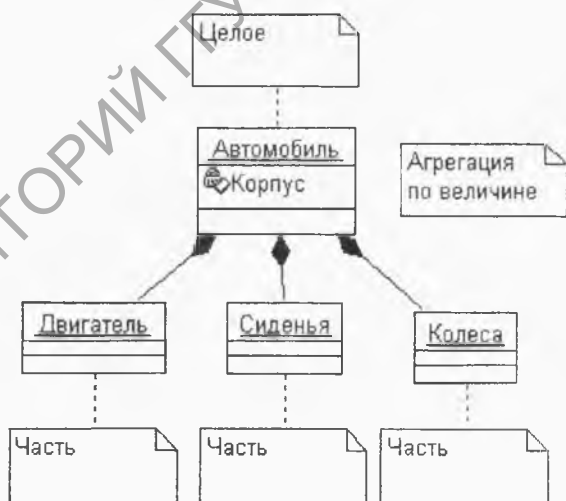 Целое
Автомобиль
Корпус
Агрегация
по величине
Двигатель
Сиденья
Колеса
Часть
Часть
Часть